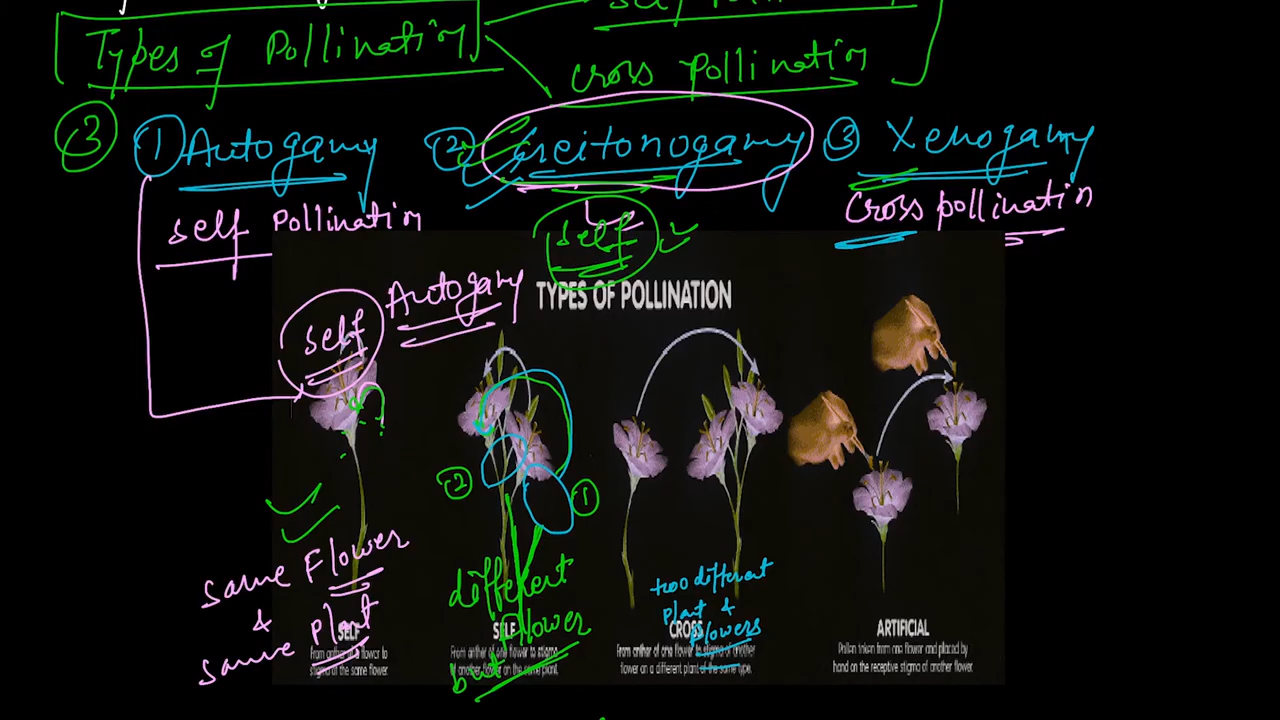 Types of Pollination
cross pollination
③ ① Autogamy ② Greitonogamy ③ Xenogamy
self Pollination
self
cross pollination
self Autogamy
TYPES OF POLLINATION
② ①
same Flower
&
same plant
different
Flower
but
two different
plant &
flowers
SELF
From anther of a flower to
stigma of the same flower.
SELF
From anther of one flower to stigma
of another flower on the same plant.
CROSS
From anther of one flower to stigma of another
flower on a different plant of the same type.
ARTIFICIAL
Pollen taken from one flower and placed by
hand on the receptive stigma of another flower.